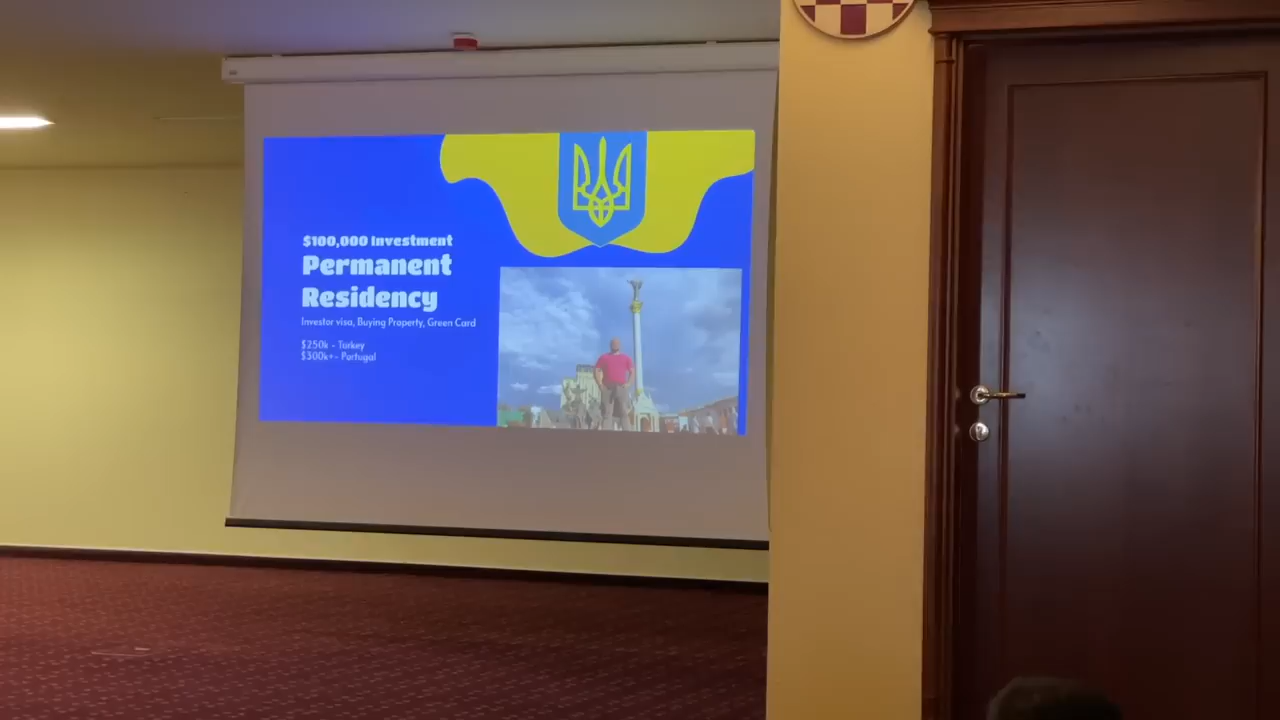 $100,000 Investment
Permanent
Residency
Investor visa, Buying Property, Green Card
$250k - Turkey
$300k+- Portugal